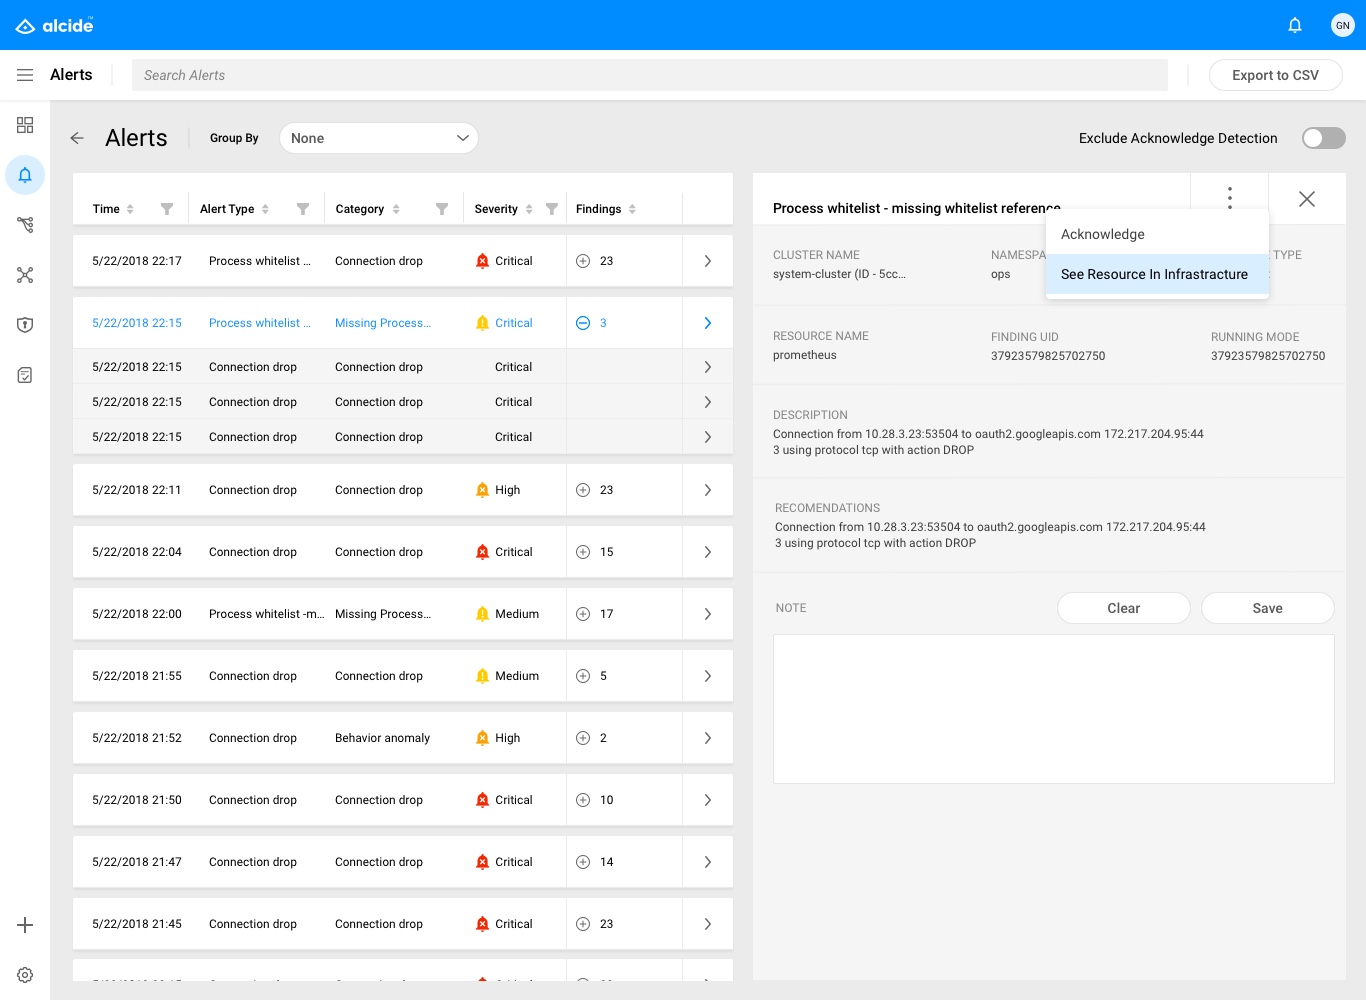 alcide™
GN
Alerts
Search Alerts
Export to CSV
Alerts
Group By
None
Exclude Acknowledge Detection
Time Alert Type Category Severity Findings
5/22/2018 22:17 Process whitelist ... Connection drop Critical 23
5/22/2018 22:15 Process whitelist ... Missing Process... Critical 3
5/22/2018 22:15 Connection drop Connection drop Critical
5/22/2018 22:15 Connection drop Connection drop Critical
5/22/2018 22:15 Connection drop Connection drop Critical
5/22/2018 22:11 Connection drop Connection drop High 23
5/22/2018 22:04 Connection drop Connection drop Critical 15
5/22/2018 22:00 Process whitelist -m... Missing Process... Medium 17
5/22/2018 21:55 Connection drop Connection drop Medium 5
5/22/2018 21:52 Connection drop Behavior anomaly High 2
5/22/2018 21:50 Connection drop Connection drop Critical 10
5/22/2018 21:47 Connection drop Connection drop Critical 14
5/22/2018 21:45 Connection drop Connection drop Critical 23
Process whitelist - missing whitelist reference
Acknowledge
See Resource In Infrastracture
CLUSTER NAME NAMESPA TYPE
system-cluster (ID - 5cc... ops
RESOURCE NAME FINDING UID RUNNING MODE
prometheus 37923579825702750 37923579825702750
DESCRIPTION
Connection from 10.28.3.23:53504 to oauth2.googleapis.com 172.217.204.95:44
3 using protocol tcp with action DROP
RECOMENDATIONS
Connection from 10.28.3.23:53504 to oauth2.googleapis.com 172.217.204.95:44
3 using protocol tcp with action DROP
NOTE
Clear
Save